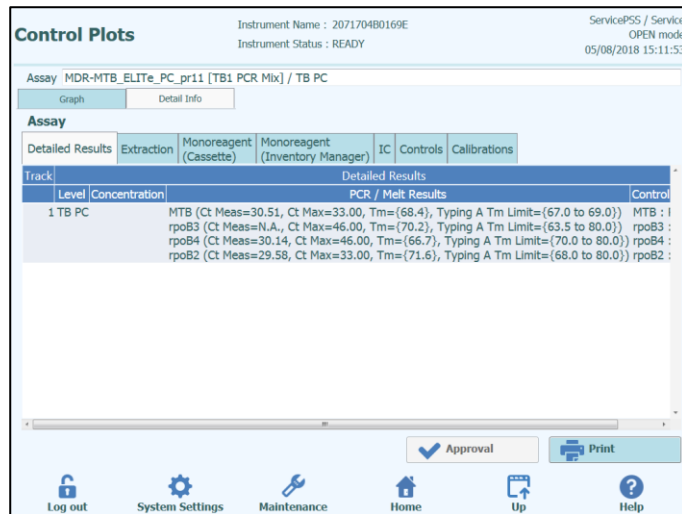 Control Plots
Instrument Name : 2071704B0169E
Instrument Status : READY
ServicePSS / Service
OPEN mode
05/08/2018 15:11:53
Assay MDR-MTB_ELITe_PC_pr11 [TB1 PCR Mix] / TB PC
Graph Detail Info
Assay
Detailed Results Extraction Monoreagent (Cassette) Monoreagent (Inventory Manager) IC Controls Calibrations
Track Detailed Results
Level Concentration PCR / Melt Results Control
1 TB PC MTB (Ct Meas=30.51, Ct Max=33.00, Tm={68.4}, Typing A Tm Limit={67.0 to 69.0}) MTB :
rpoB3 (Ct Meas=N.A., Ct Max=46.00, Tm={70.2}, Typing A Tm Limit={63.5 to 80.0}) rpoB3 :
rpoB4 (Ct Meas=30.14, Ct Max=46.00, Tm={66.7}, Typing A Tm Limit={70.0 to 80.0}) rpoB4 :
rpoB2 (Ct Meas=29.58, Ct Max=33.00, Tm={71.6}, Typing A Tm Limit={68.0 to 80.0}) rpoB2 :
Approval Print
Log out System Settings Maintenance Home Up Help